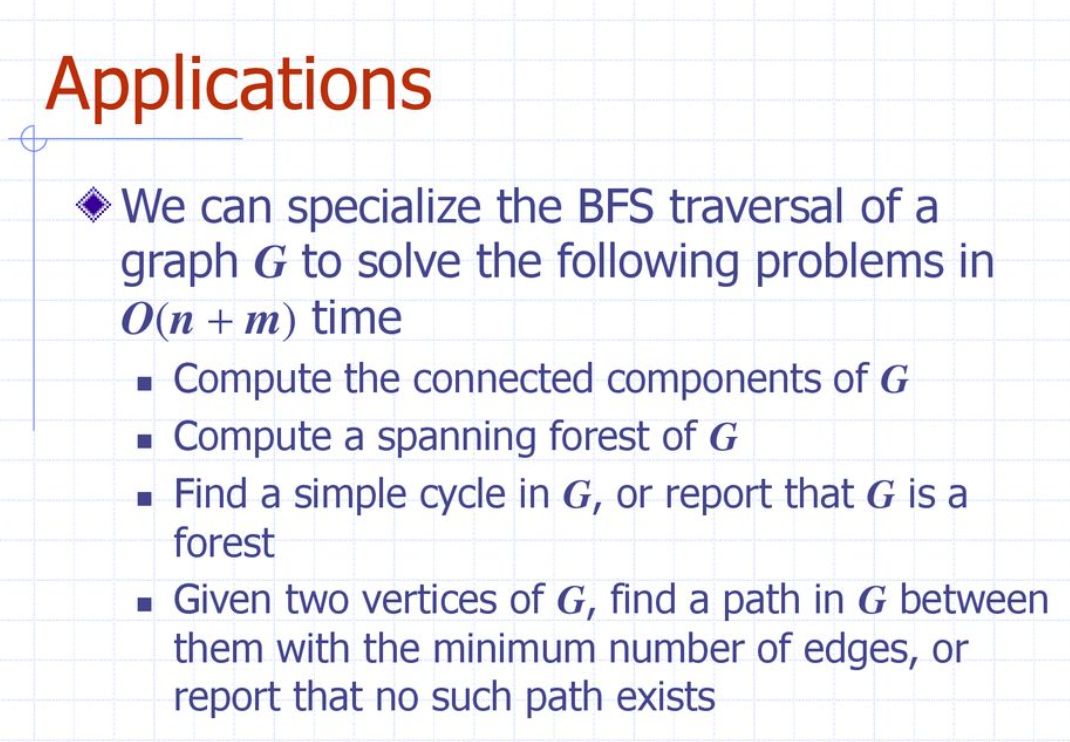 Applications
We can specialize the BFS traversal of a
graph G to solve the following problems in
O(n + m) time
Compute the connected components of G
Compute a spanning forest of G
Find a simple cycle in G, or report that G is a
forest
Given two vertices of G, find a path in G between
them with the minimum number of edges, or
report that no such path exists